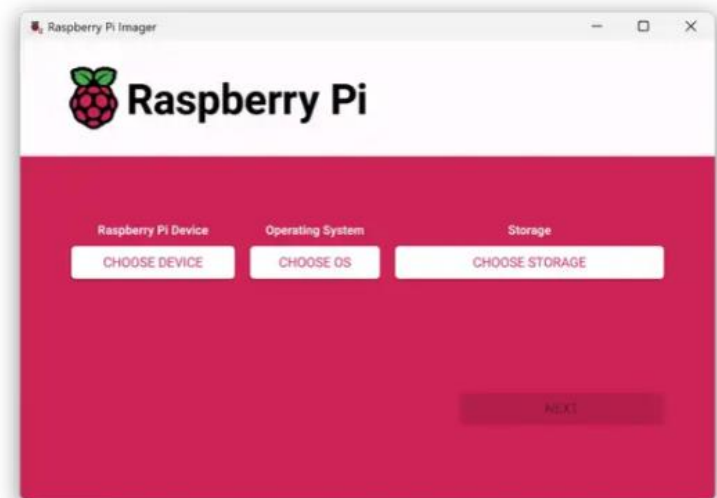 Raspberry Pi Imager
Raspberry Pi
Raspberry Pi Device Operating System Storage
CHOOSE DEVICE CHOOSE OS CHOOSE STORAGE
NEXT